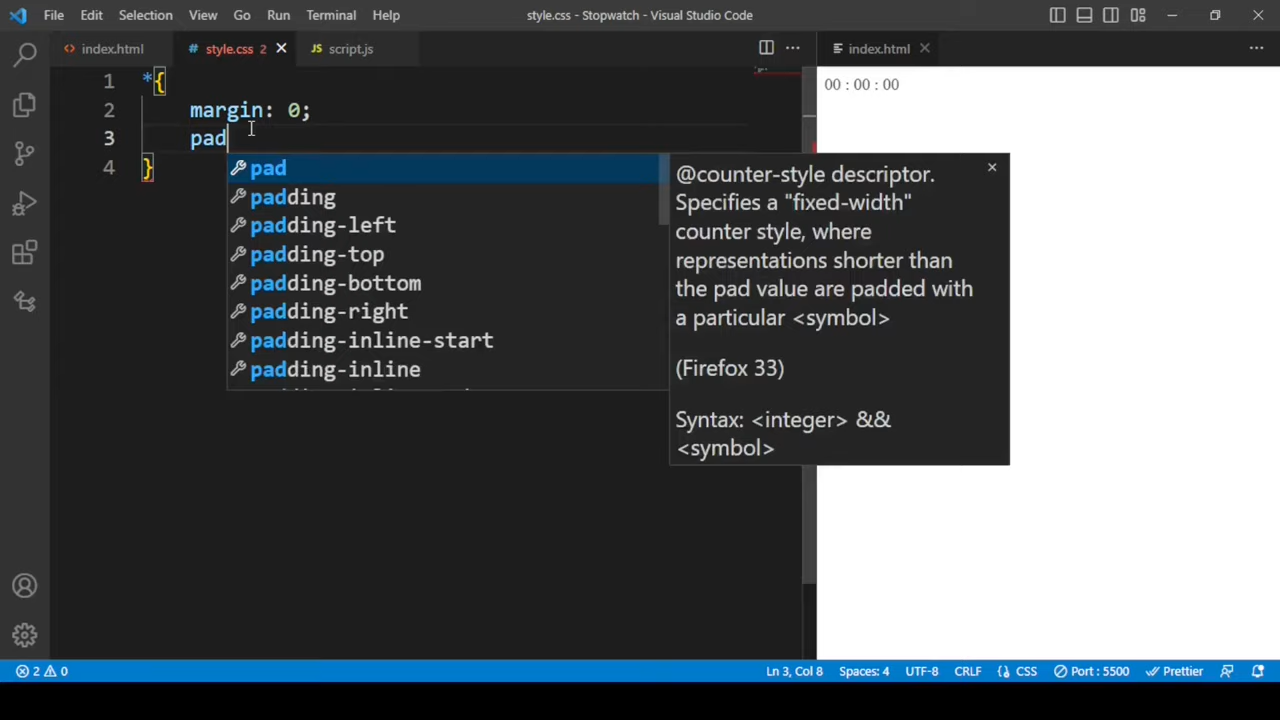 File Edit Selection View Go Run Terminal Help style.css - Stopwatch - Visual Studio Code
index.html # style.css 2 JS script.js index.html
1 *{
2 margin: 0;
3 pad
4 }
pad
padding
padding-left
padding-top
padding-bottom
padding-right
padding-inline-start
padding-inline
@counter-style descriptor.
Specifies a "fixed-width"
counter style, where
representations shorter than
the pad value are padded with
a particular <symbol>
(Firefox 33)
Syntax: <integer> &&
<symbol>
00 : 00 : 00
2 0 Ln 3, Col 8 Spaces: 4 UTF-8 CRLF {} CSS Port : 5500 Prettier